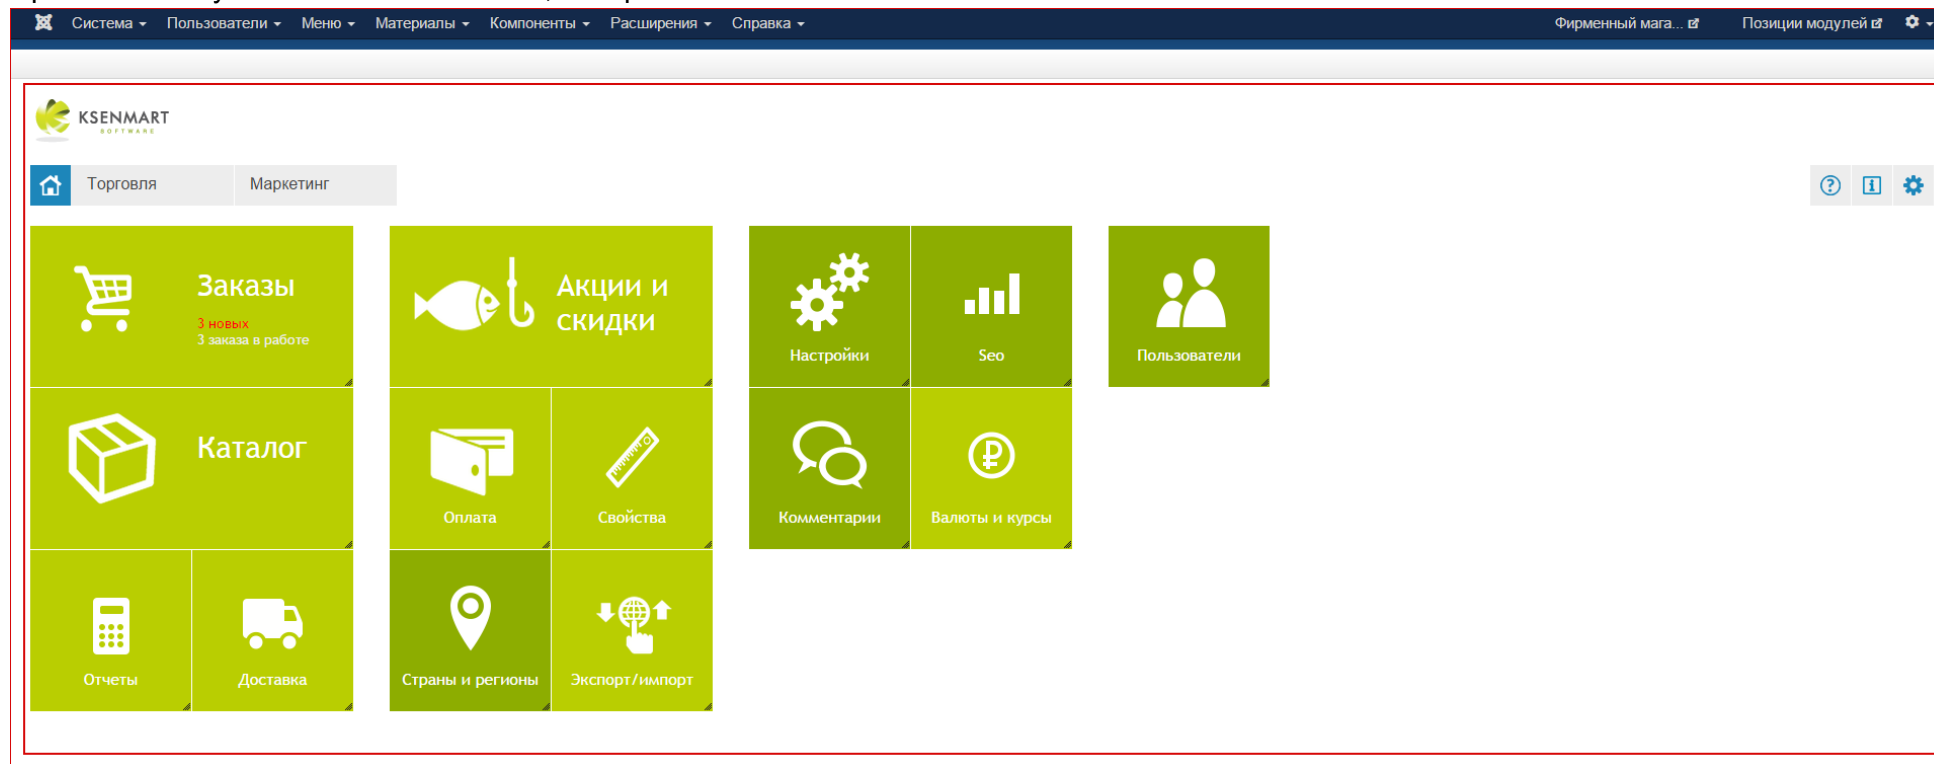 Система
Пользователи
Меню
Материалы
Компоненты
Расширения
Справка
Фирменный мага...
Позиции модулей
KSENMART
SOFTWARE
Торговля
Маркетинг
Заказы
3 новых
3 заказа в работе
Акции и
скидки
Настройки
Seo
Пользователи
Каталог
Оплата
Свойства
Комментарии
Валюты и курсы
Отчеты
Доставка
Страны и регионы
Экспорт/импорт